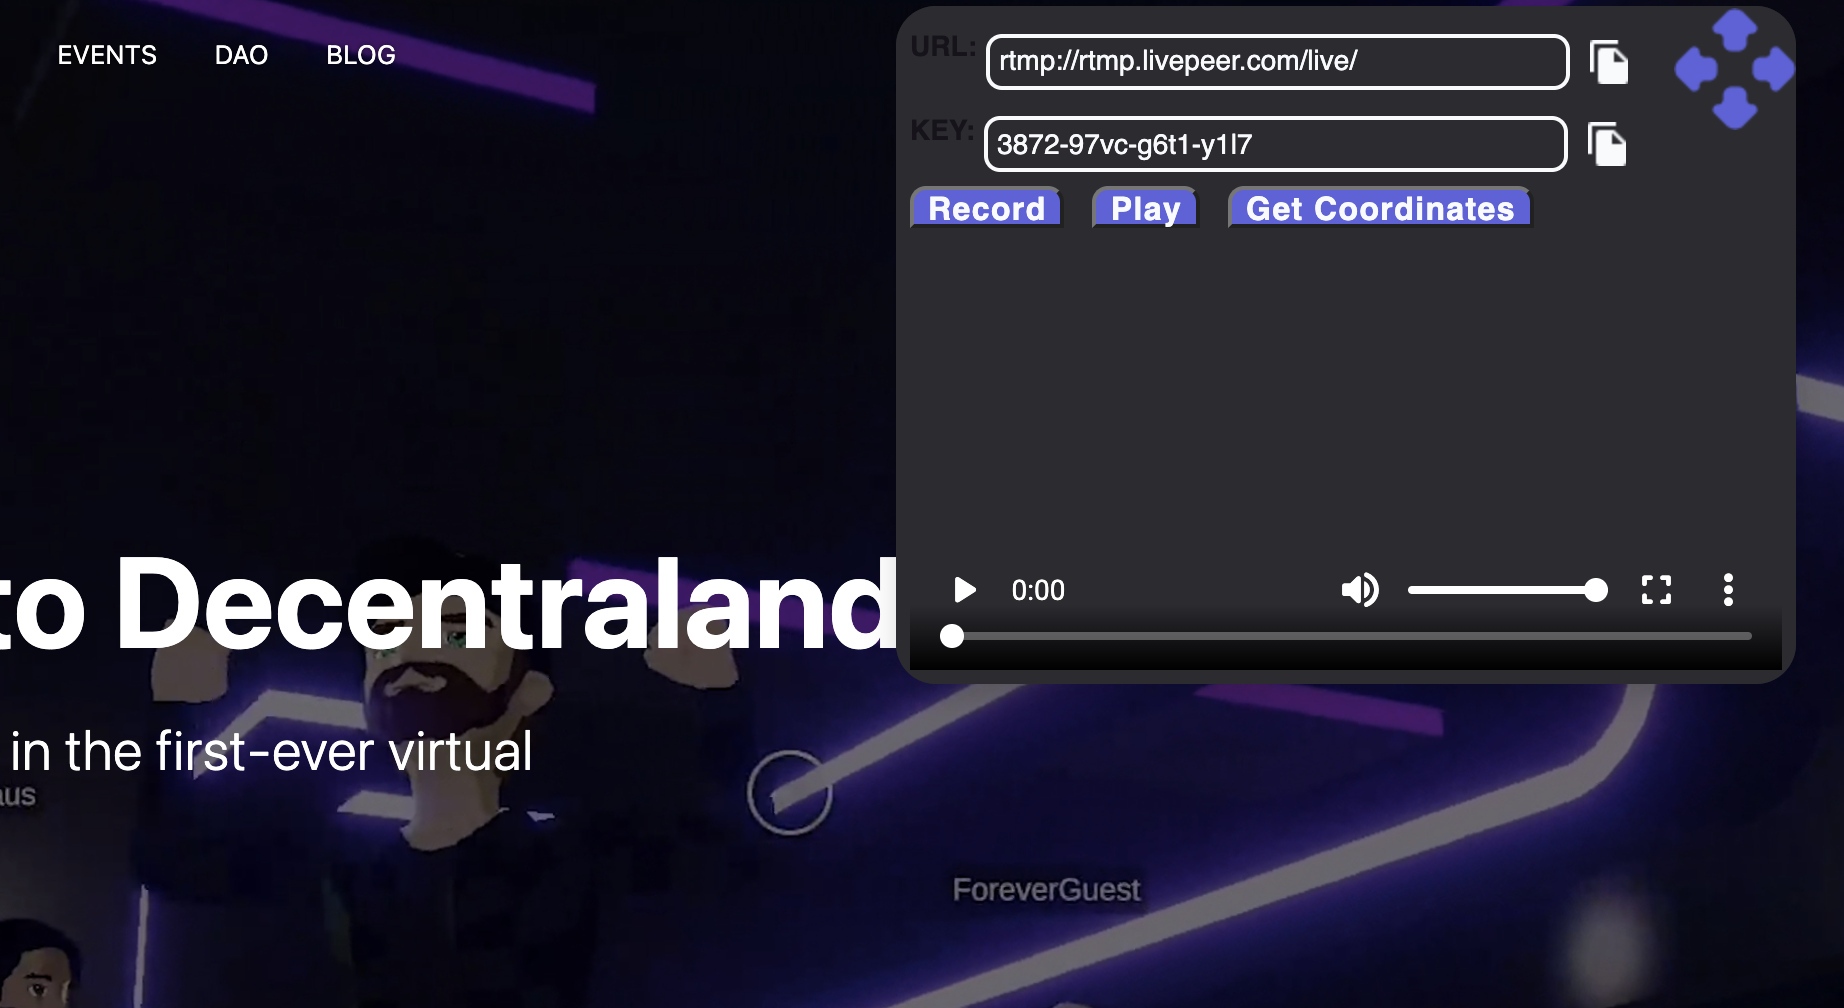 EVENTS DAO BLOG
URL: rtmp://rtmp.livepeer.com/live/
KEY: 3872-97vc-g6t1-y1l7
Record Play Get Coordinates
0:00
to Decentraland
in the first-ever virtual
aus
ForeverGuest